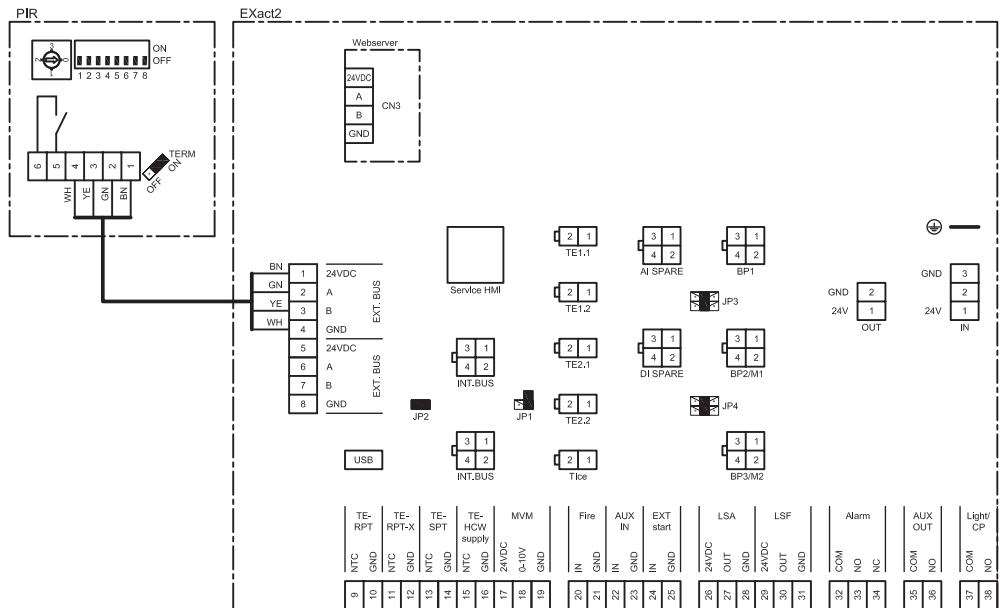 PIR
EXact2
3
2
0
1
ON
OFF
1 2 3 4 5 6 7 8
TERM
ON
OFF
6 5 4 3 2 1
WH YE GN BN
Webserver
24VDC
A
B
GND
CN3
BN 1 24VDC
GN 2 A
YE 3 B
WH 4 GND
EXT. BUS
5 24VDC
6 A
7 B
8 GND
EXT. BUS
Service HMI
3 1
4 2
INT.BUS
JP2
JP1
USB
3 1
4 2
INT.BUS
2 1
TE1.1
2 1
TE1.2
2 1
TE2.1
2 1
TE2.2
2 1
Tice
3 1
4 2
AI SPARE
3 1
4 2
BP1
JP3
3 1
4 2
DI SPARE
3 1
4 2
BP2/M1
JP4
3 1
4 2
BP3/M2
GND 2
24V 1
OUT
GND 3
2
24V 1
IN
TE-RPT
TE-RPT-X
TE-SPT
TE-HCW supply
MVM
Fire
AUX IN
EXT start
LSA
LSF
Alarm
AUX OUT
Light/CP
NTC GND NTC GND NTC GND NTC GND 24VDC 0-10V GND IN GND IN GND IN GND 24VDC OUT GND 24VDC OUT GND COM NO NC COM NO COM NO
9 10 11 12 13 14 15 16 17 18 19 20 21 22 23 24 25 26 27 28 29 30 31 32 33 34 35 36 37 38